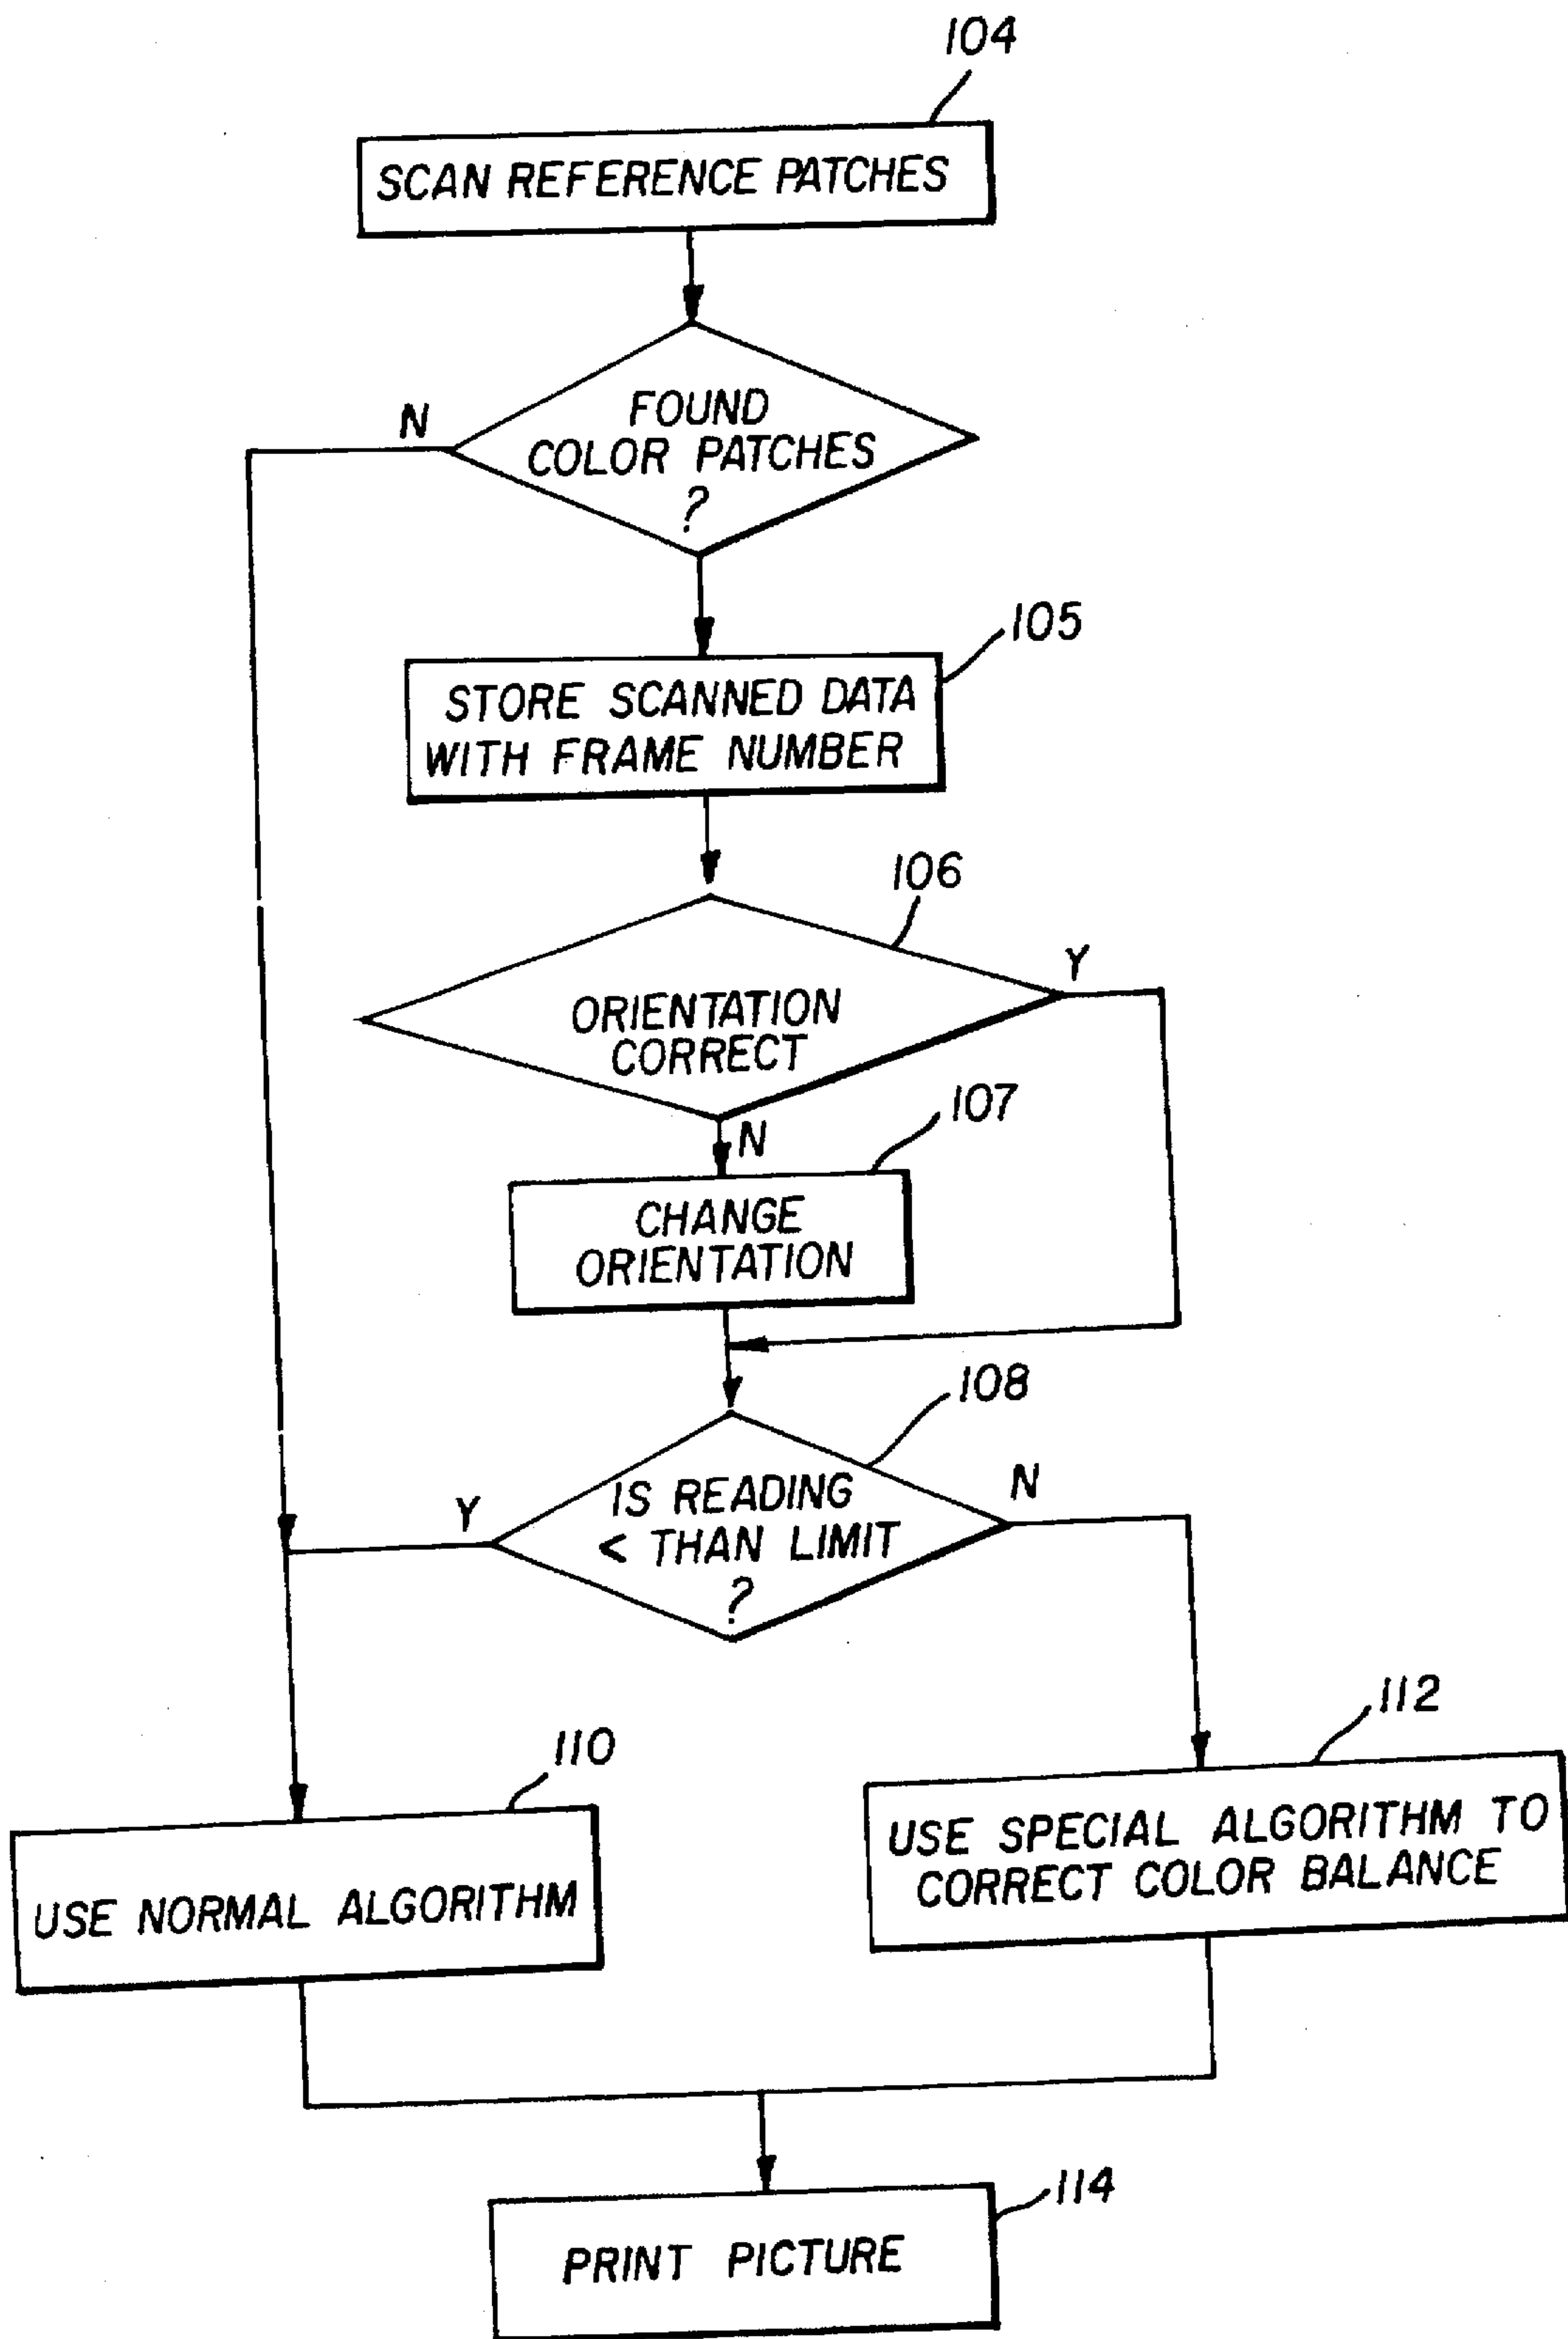 104
SCAN REFERENCE PATCHES
N
FOUND
COLOR PATCHES
?
105
STORE SCANNED DATA
WITH FRAME NUMBER
106
Y
ORIENTATION
CORRECT
107
N
CHANGE
ORIENTATION
108
Y
IS READING
< THAN LIMIT
?
N
110
USE NORMAL ALGORITHM
112
USE SPECIAL ALGORITHM TO
CORRECT COLOR BALANCE
114
PRINT PICTURE